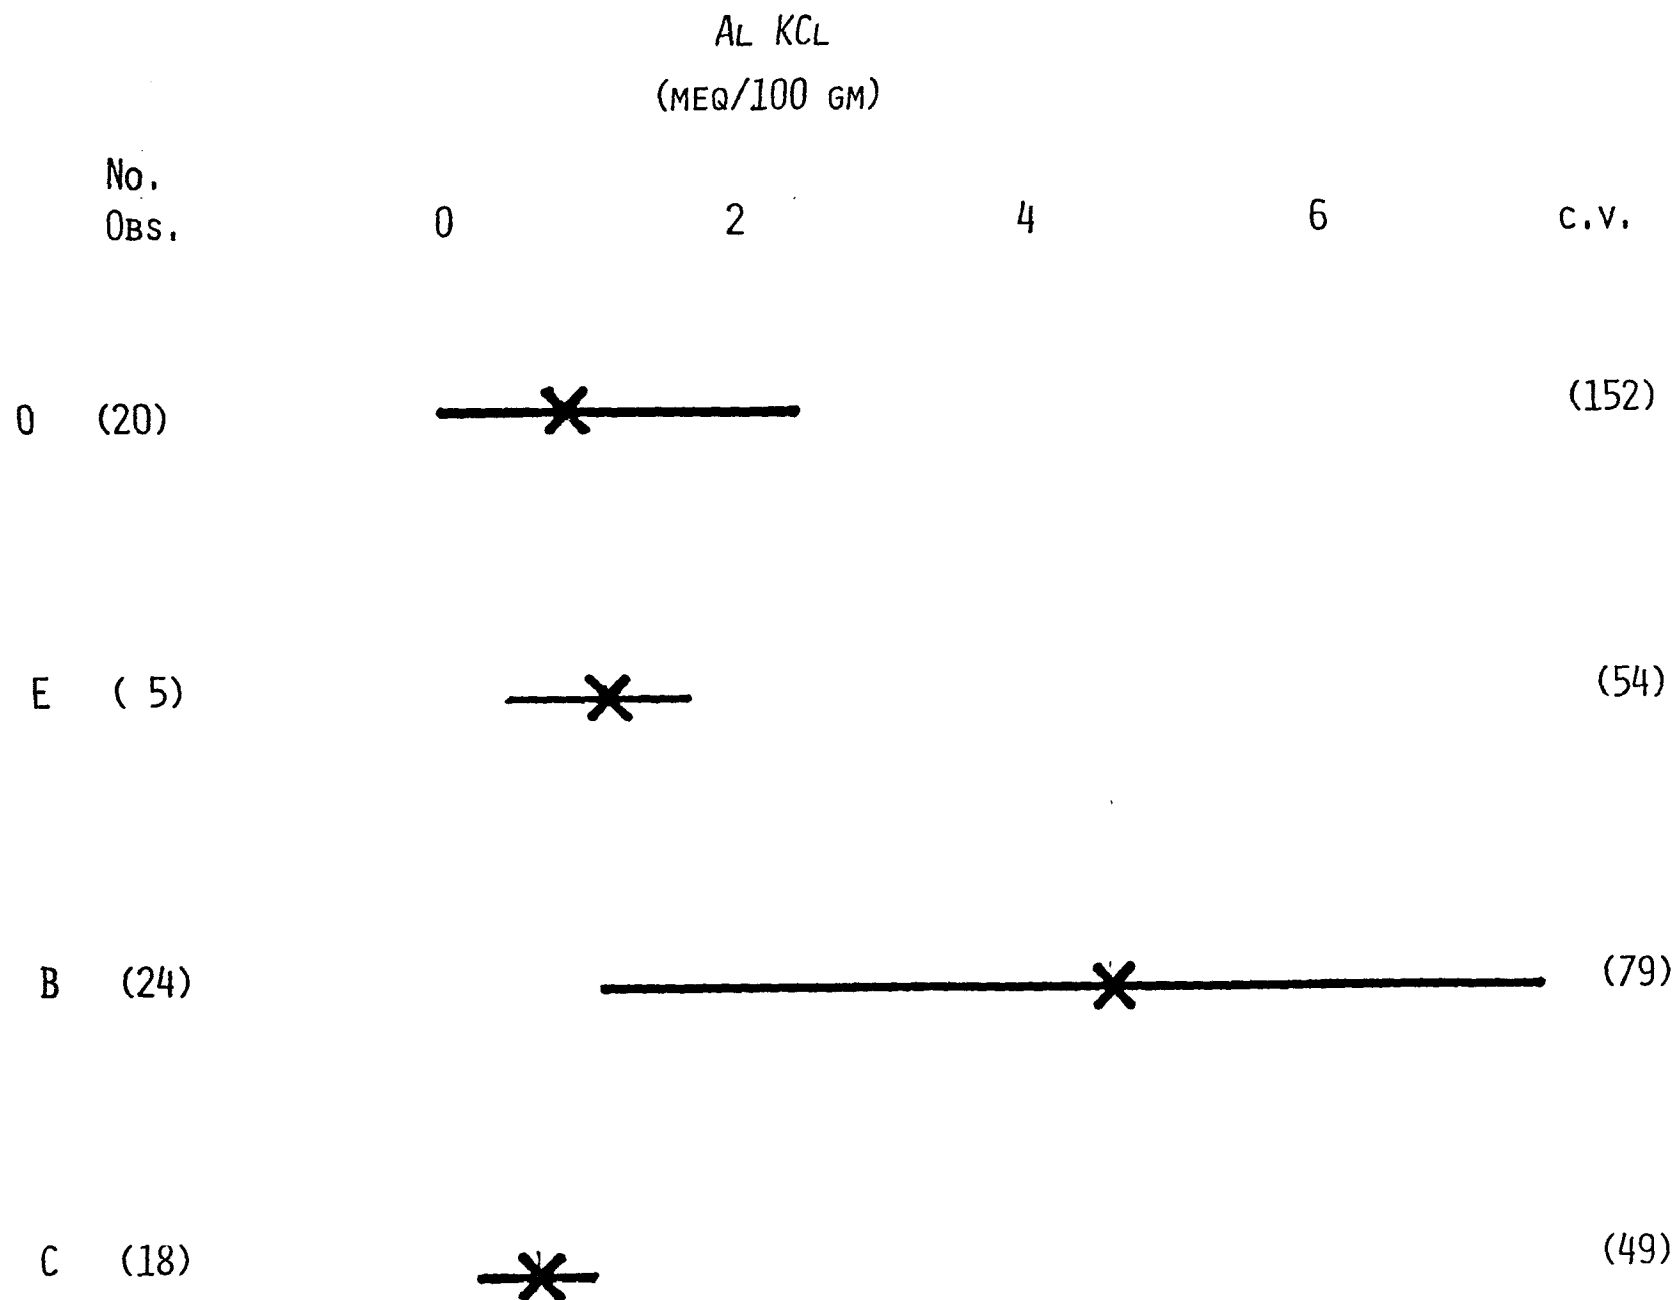 AL KCL
(MEQ/100 GM)
No.
OBS. 0 2 4 6 C.V.
O (20) (152)
E ( 5) (54)
B (24) (79)
C (18) (49)